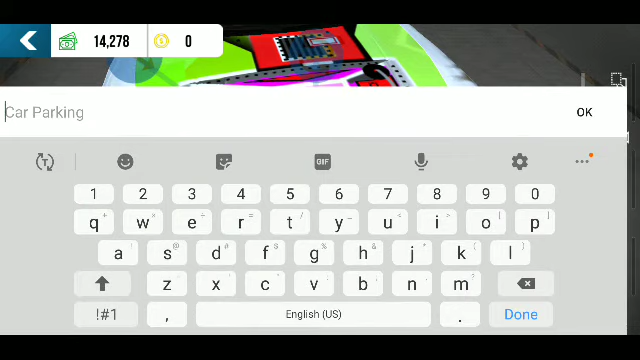 14,278 0
Car Parking OK
GIF
1 2 3 4 5 6 7 8 9 0
q w e r t y u i o p
a s d f g h j k l
z x c v b n m
!#1 , English (US) . Done